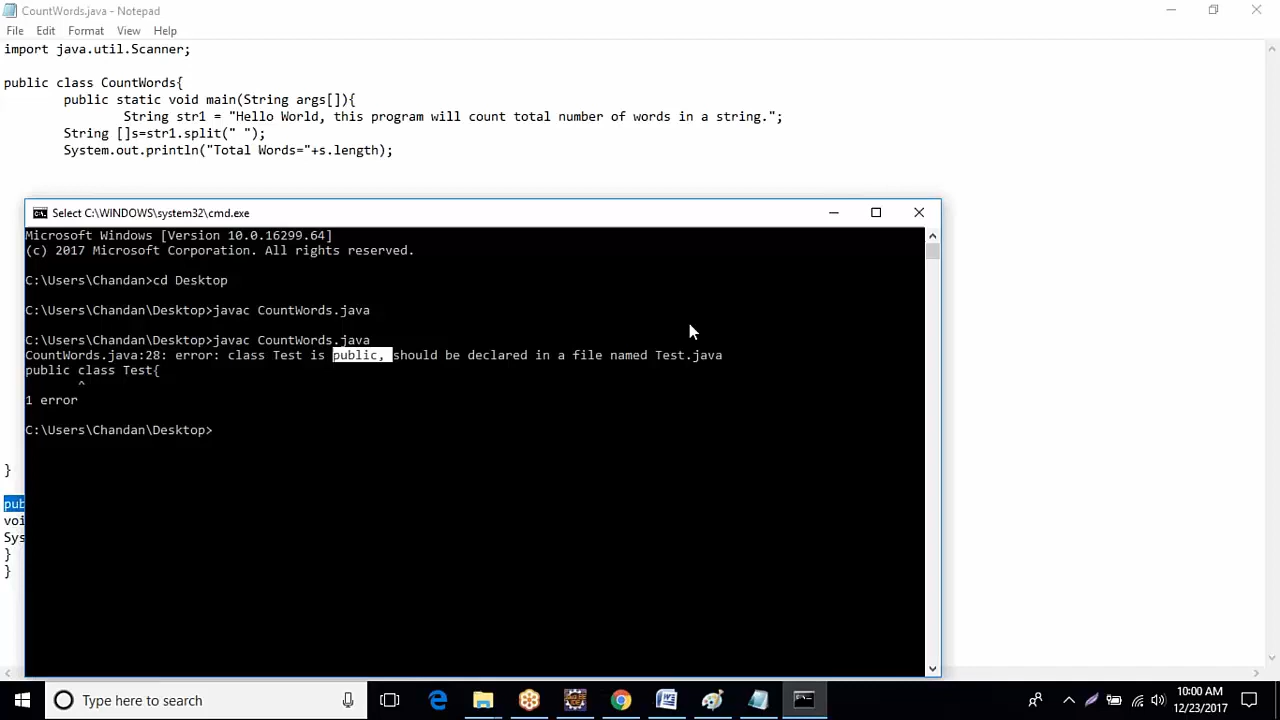 CountWords.java - Notepad
File Edit Format View Help
import java.util.Scanner;
public class CountWords{
public static void main(String args[]){
String str1 = "Hello World, this program will count total number of words in a string.";
String []s=str1.split(" ");
System.out.println("Total Words="+s.length);
Select C:\WINDOWS\system32\cmd.exe
Microsoft Windows [Version 10.0.16299.64]
(c) 2017 Microsoft Corporation. All rights reserved.
C:\Users\Chandan>cd Desktop
C:\Users\Chandan\Desktop>javac CountWords.java
C:\Users\Chandan\Desktop>javac CountWords.java
CountWords.java:28: error: class Test is public, should be declared in a file named Test.java
public class Test{
^
1 error
C:\Users\Chandan\Desktop>
}
pub
voi
Sys
}
}
Type here to search
10:00 AM
12/23/2017